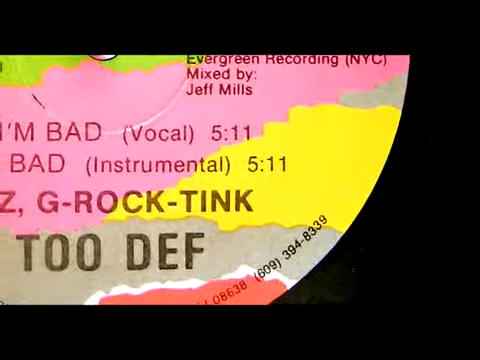 Evergreen Recording (NYC)
Mixed by:
Jeff Mills
I'M BAD (Vocal) 5:11
BAD (Instrumental) 5:11
Z, G-ROCK-TINK
TOO DEF
08638 (609) 394-8339